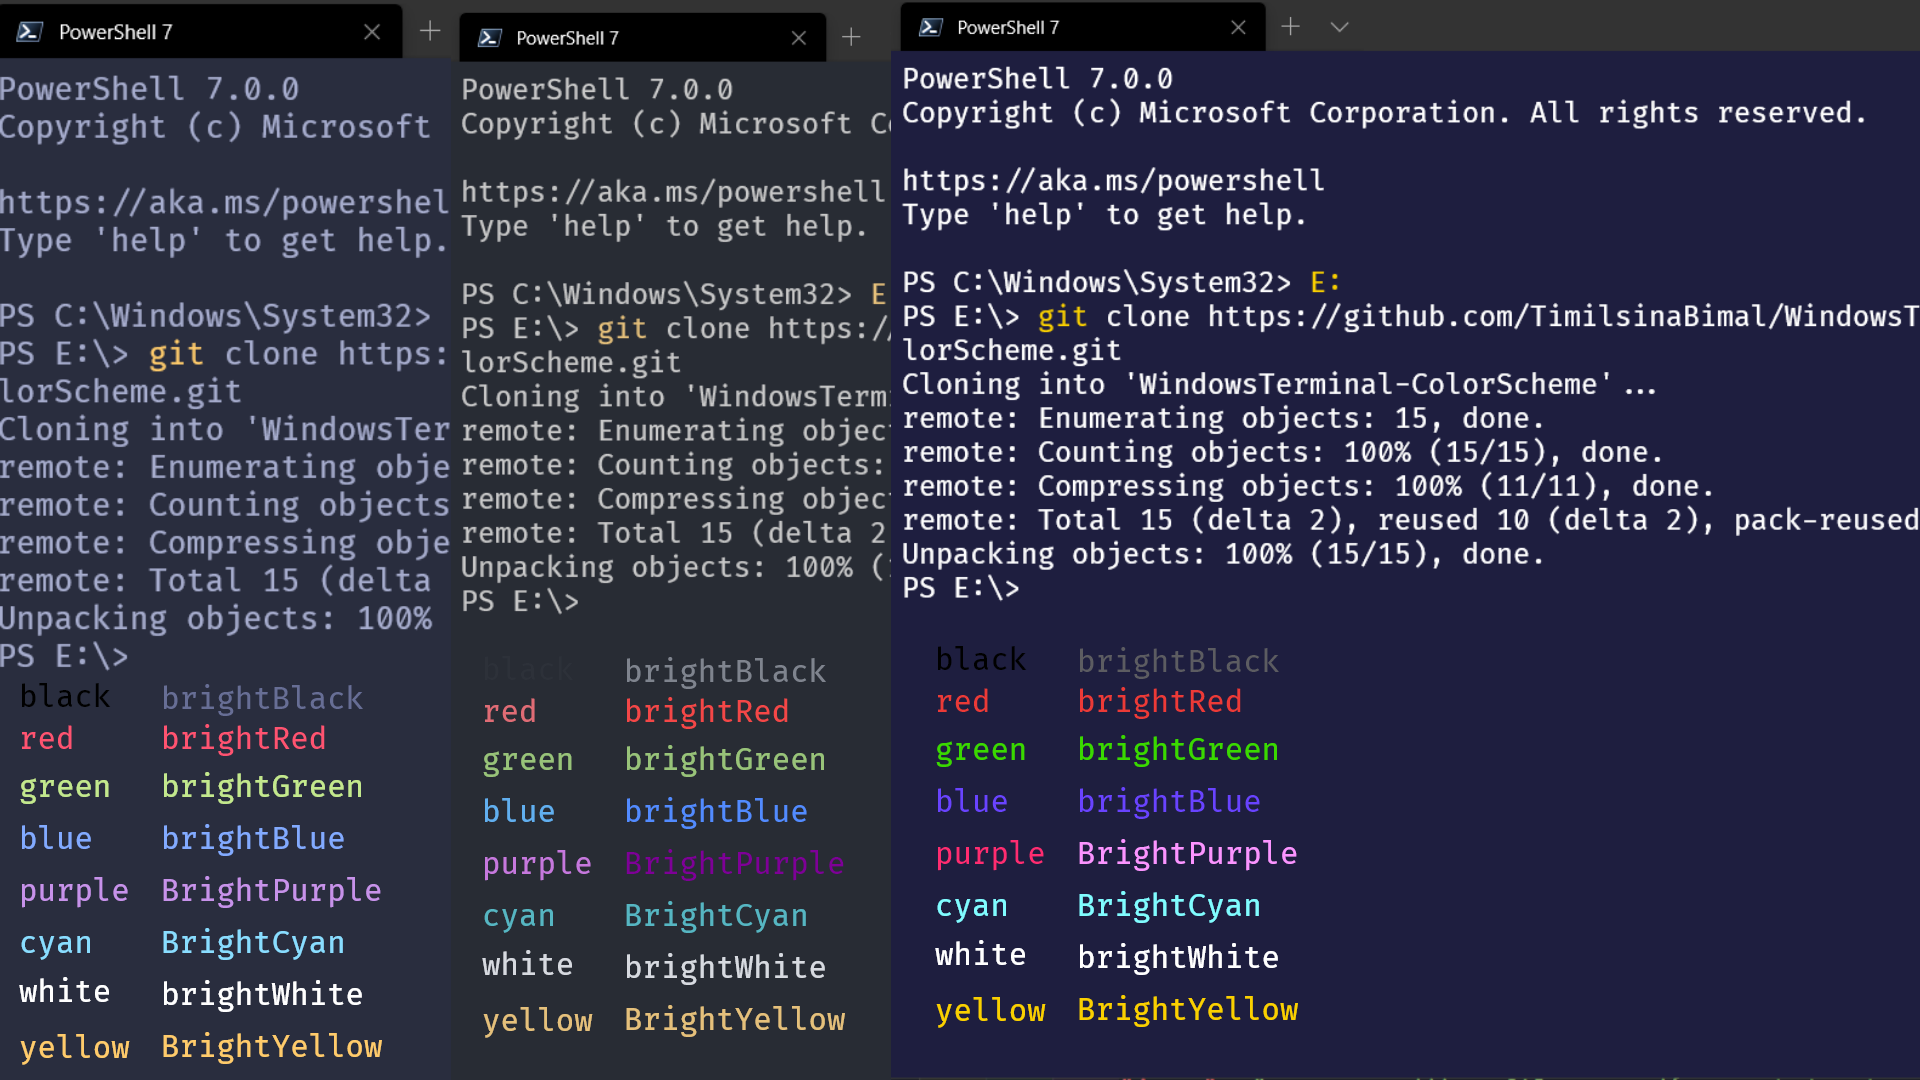 PowerShell 7
PowerShell 7.0.0
Copyright (c) Microsoft
https://aka.ms/powershel
Type 'help' to get help.
PS C:\Windows\System32>
PS E:\> git clone https:
lorScheme.git
Cloning into 'WindowsTer
remote: Enumerating obje
remote: Counting objects
remote: Compressing obje
remote: Total 15 (delta
Unpacking objects: 100%
PS E:\>
black brightBlack
red brightRed
green brightGreen
blue brightBlue
purple BrightPurple
cyan BrightCyan
white brightWhite
yellow BrightYellow
PowerShell 7
PowerShell 7.0.0
Copyright (c) Microsoft Co
https://aka.ms/powershell
Type 'help' to get help.
PS C:\Windows\System32> E
PS E:\> git clone https://
lorScheme.git
Cloning into 'WindowsTerm
remote: Enumerating objec
remote: Counting objects:
remote: Compressing objec
remote: Total 15 (delta 2
Unpacking objects: 100% (
PS E:\>
black brightBlack
red brightRed
green brightGreen
blue brightBlue
purple BrightPurple
cyan BrightCyan
white brightWhite
yellow BrightYellow
PowerShell 7
PowerShell 7.0.0
Copyright (c) Microsoft Corporation. All rights reserved.
https://aka.ms/powershell
Type 'help' to get help.
PS C:\Windows\System32> E:
PS E:\> git clone https://github.com/TimilsinaBimal/WindowsT
lorScheme.git
Cloning into 'WindowsTerminal-ColorScheme'...
remote: Enumerating objects: 15, done.
remote: Counting objects: 100% (15/15), done.
remote: Compressing objects: 100% (11/11), done.
remote: Total 15 (delta 2), reused 10 (delta 2), pack-reused
Unpacking objects: 100% (15/15), done.
PS E:\>
black brightBlack
red brightRed
green brightGreen
blue brightBlue
purple BrightPurple
cyan BrightCyan
white brightWhite
yellow BrightYellow